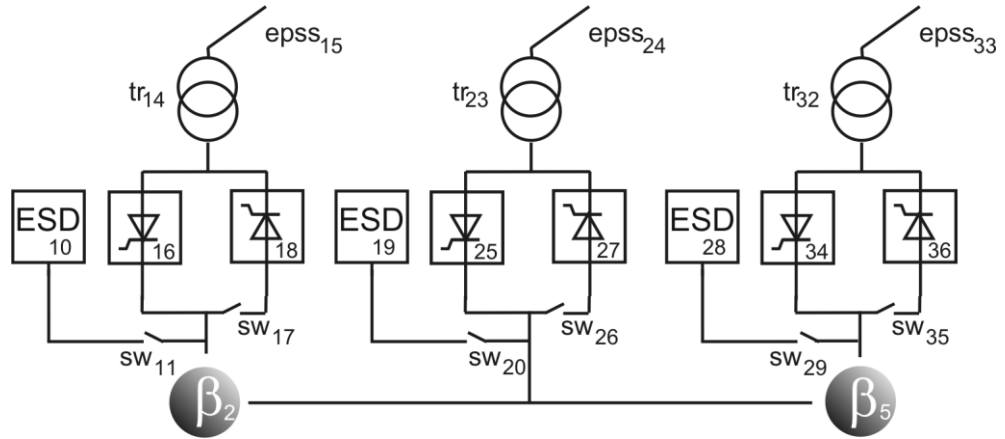 epss15
epss24
epss33
tr14
tr23
tr32
ESD
10
16
18
ESD
19
25
27
ESD
28
34
36
sw17
sw26
sw35
sw11
sw20
sw29
β2
β5